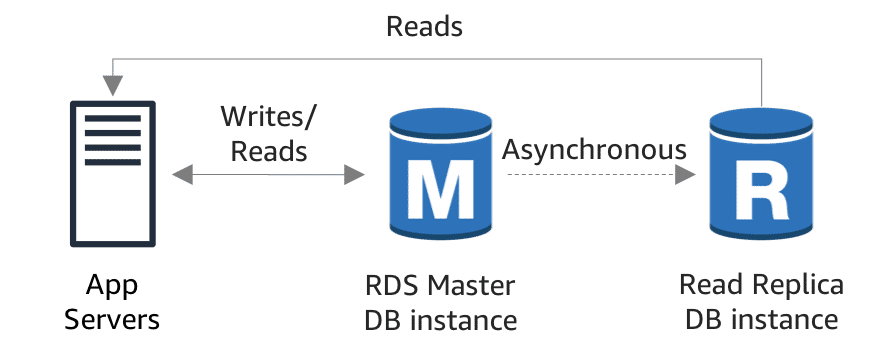 Reads
Writes/
Reads
Asynchronous
M
R
App
Servers
RDS Master
DB instance
Read Replica
DB instance